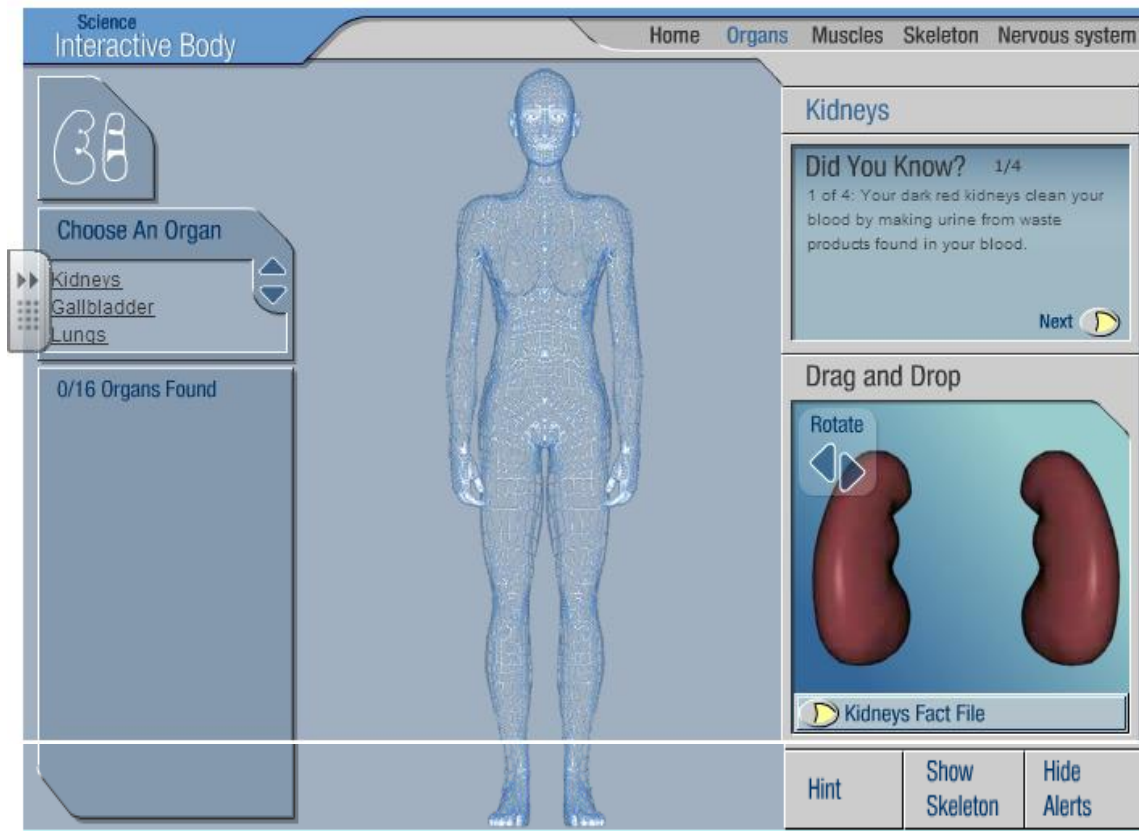 Science
Interactive Body
Home Organs Muscles Skeleton Nervous system
Choose An Organ
Kidneys
Gallbladder
Lungs
0/16 Organs Found
Kidneys
Did You Know? 1/4
1 of 4: Your dark red kidneys clean your
blood by making urine from waste
products found in your blood.
Next
Drag and Drop
Rotate
Kidneys Fact File
Hint
Show
Skeleton
Hide
Alerts